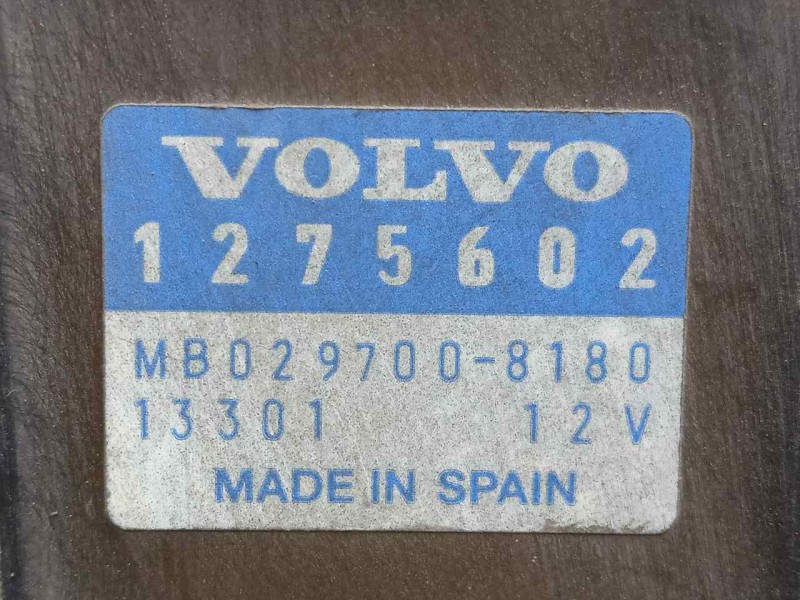 VOLVO
1275602
MB029700-8180
13301 12V
MADE IN SPAIN